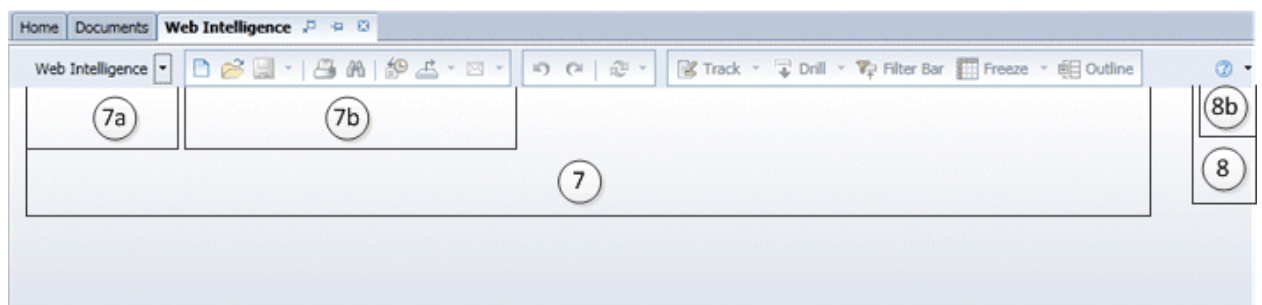 Home Documents Web Intelligence
Web Intelligence Track Drill Filter Bar Freeze Outline
7a 7b 8b
7 8